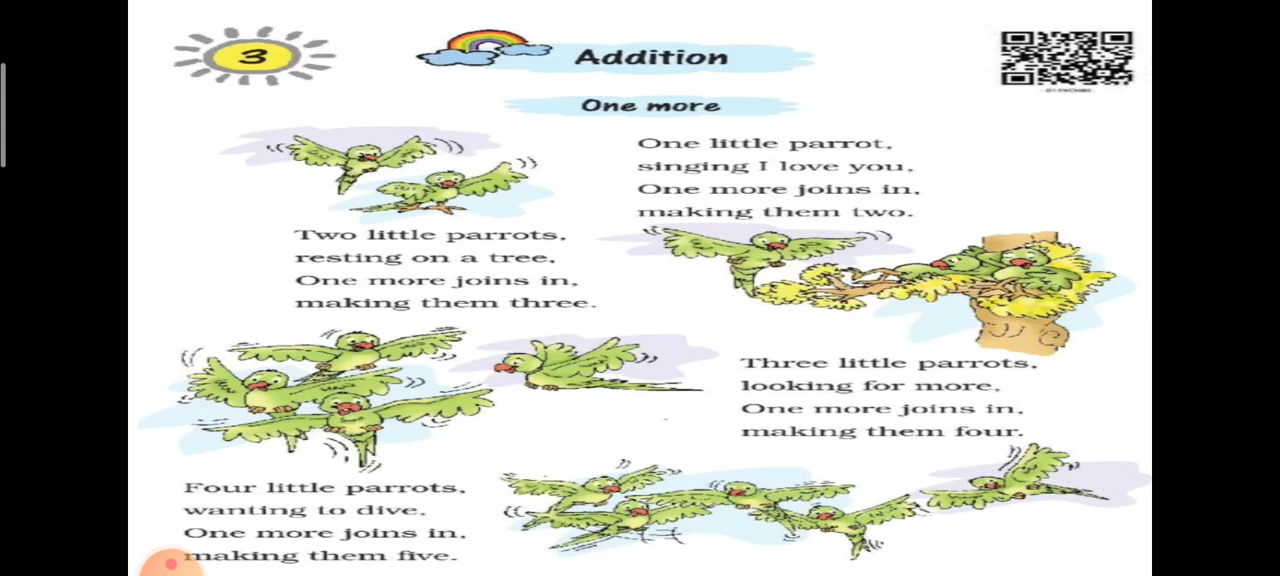 3
Addition
One more
One little parrot,
singing I love you,
One more joins in,
making them two.
Two little parrots,
resting on a tree,
One more joins in,
making them three.
Three little parrots,
looking for more,
One more joins in,
making them four.
Four little parrots,
wanting to dive,
One more joins in,
making them five.